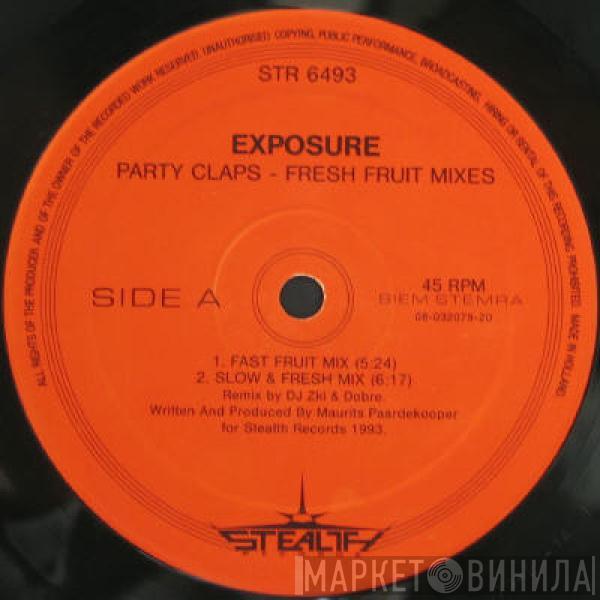 ALL RIGHTS OF THE PRODUCER AND OF THE OWNER OF THE RECORDED WORK RESERVED. UNAUTHORISED COPYING, PUBLIC PERFORMANCE, BROADCASTING, HIRING OR RENTAL OF THIS RECORDING PROHIBITED. MADE IN HOLLAND
STR 6493
EXPOSURE
PARTY CLAPS - FRESH FRUIT MIXES
SIDE A
45 RPM
BIEM STEMRA
08-032079-20
1. FAST FRUIT MIX (5:24)
2. SLOW & FRESH MIX (6:17)
Remix by DJ Zki & Dobre.
Written And Produced By Maurits Paardekooper
for Stealth Records 1993.
STEALTH
МАРКЕТ ВИНИЛА